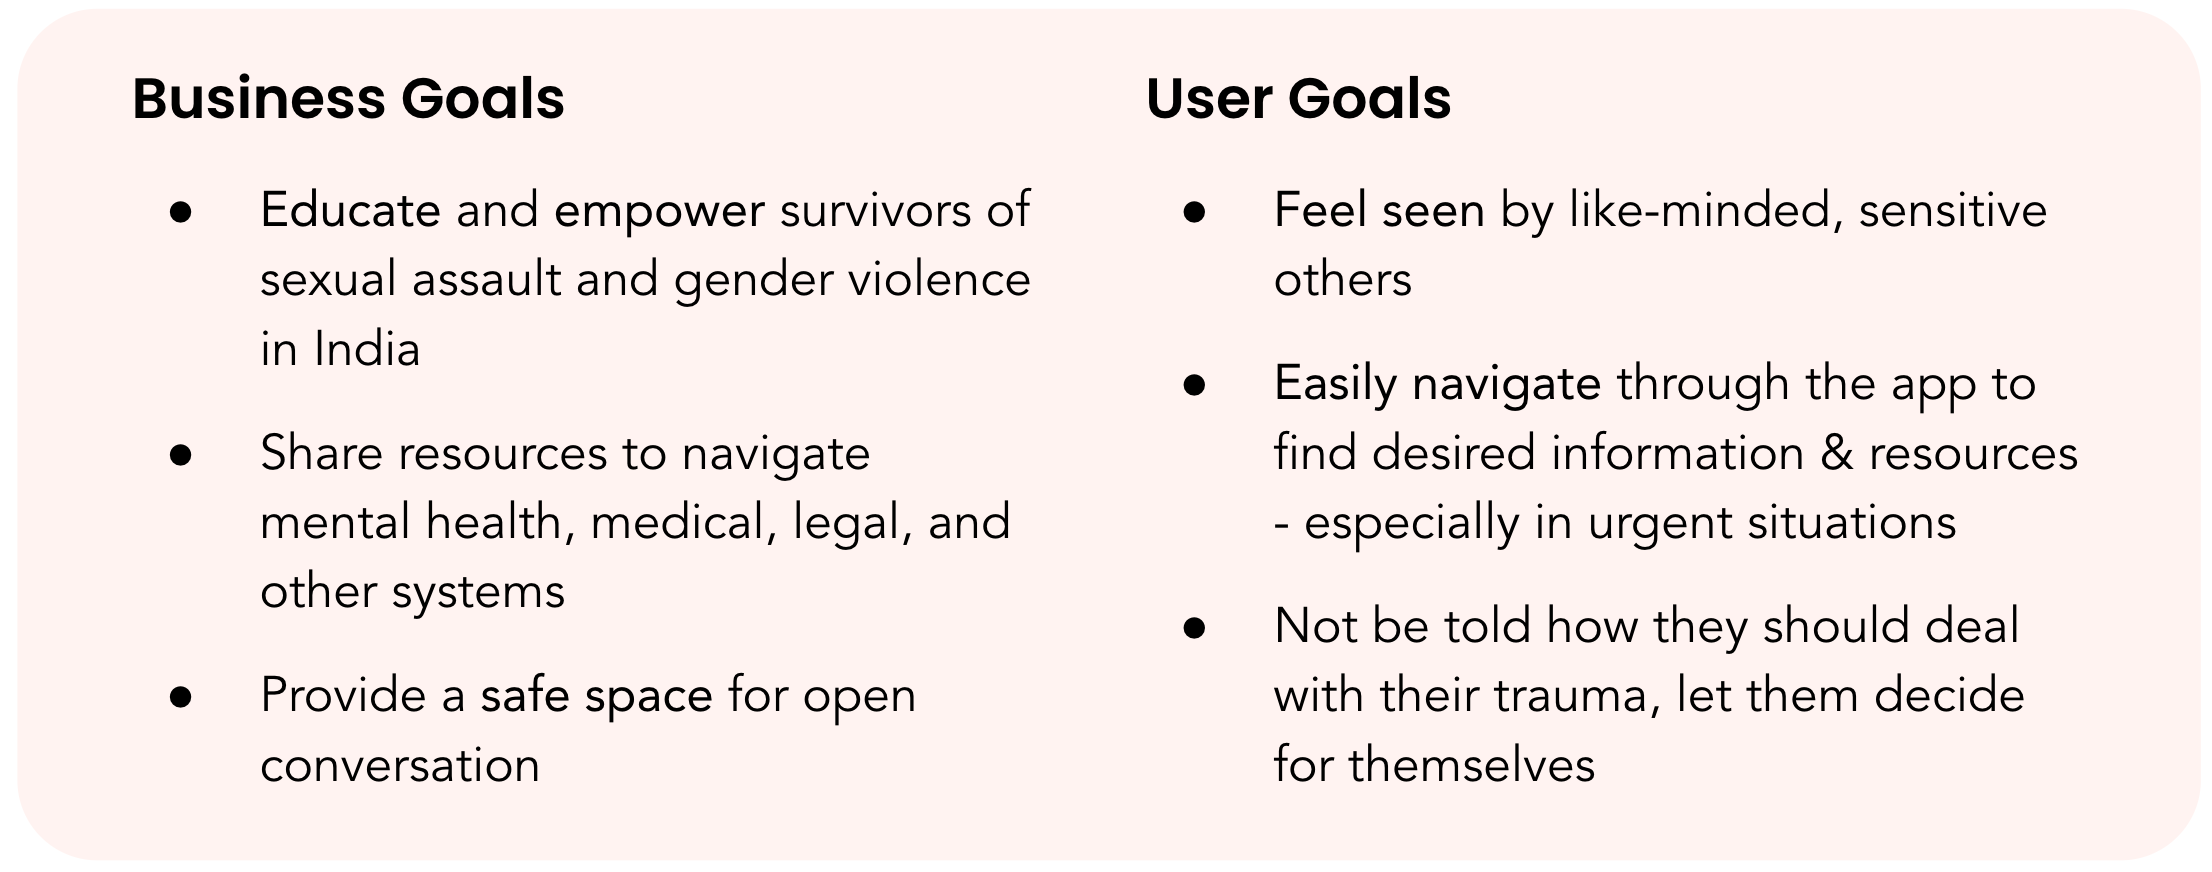 Business Goals
● Educate and empower survivors of
sexual assault and gender violence
in India
● Share resources to navigate
mental health, medical, legal, and
other systems
● Provide a safe space for open
conversation
User Goals
● Feel seen by like-minded, sensitive
others
● Easily navigate through the app to
find desired information & resources
- especially in urgent situations
● Not be told how they should deal
with their trauma, let them decide
for themselves